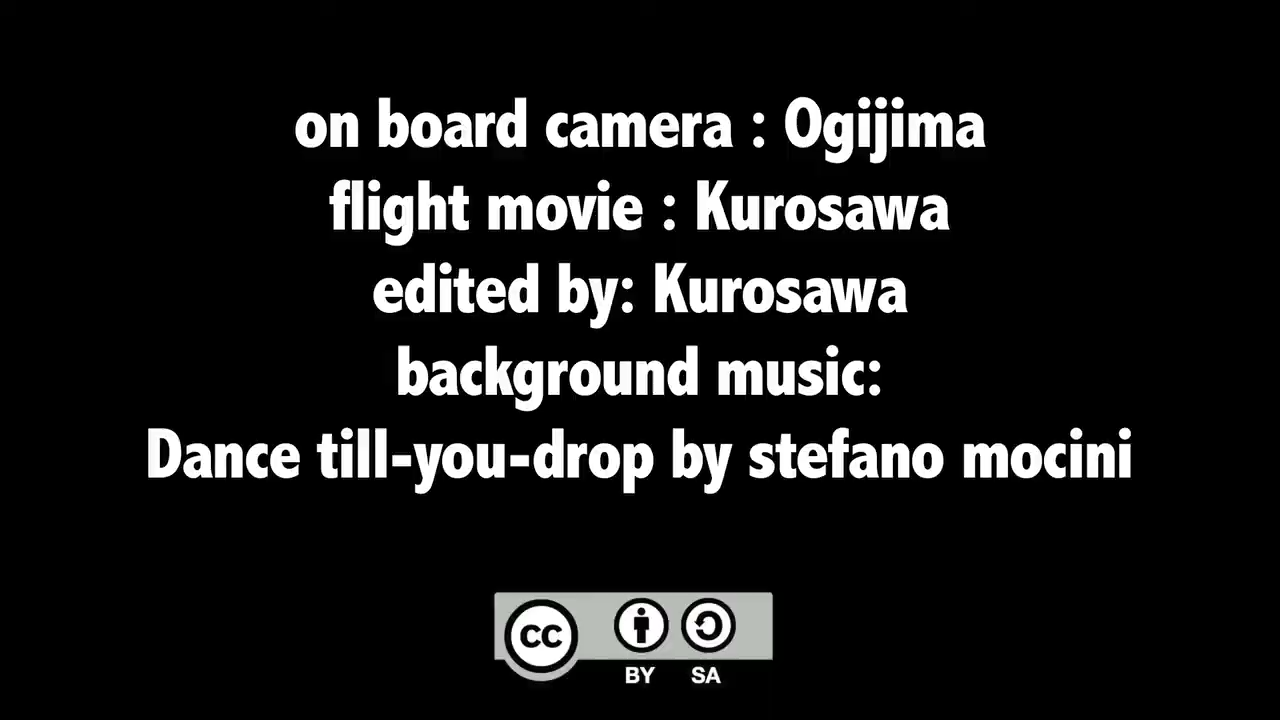 on board camera : Ogijima
flight movie : Kurosawa
edited by: Kurosawa
background music:
Dance till-you-drop by stefano mocini
CC
BY SA